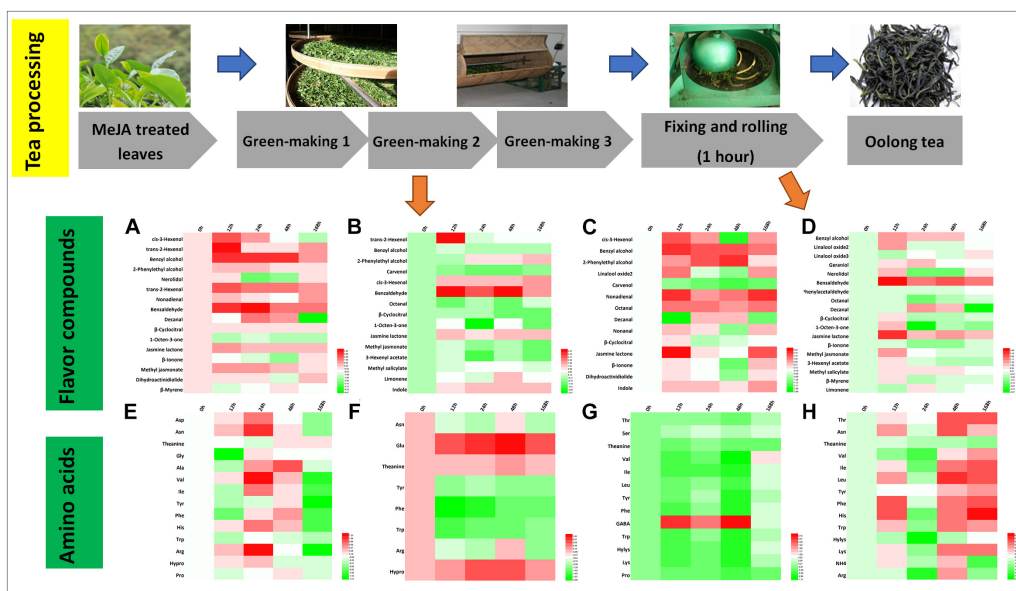 Tea processing
MeJA treated
leaves
Green-making 1
Green-making 2
Green-making 3
Fixing and rolling
(1 hour)
Oolong tea
Flavor compounds
A
0h 12h 24h 48h 168h
cis-3-Hexenol
trans-2-Hexenol
Benzyl alcohol
2-Phenylethyl alcohol
Nerolidol
trans-2-Hexenal
Nonadienal
Benzaldehyde
Decanal
β-Cyclocitral
1-Octen-3-one
Jasmine lactone
β-Ionone
Methyl jasmonate
Dihydroactinidiolide
β-Myrene
B
0h 12h 24h 48h 168h
trans-2-Hexenol
Benzyl alcohol
2-Phenylethyl alcohol
Carvenol
cis-3-Hexenal
Benzaldehyde
Octanal
β-Cyclocitral
1-Octen-3-one
Jasmine lactone
Methyl jasmonate
3-Hexenyl acetate
Methyl salicylate
Limonene
Indole
C
0h 12h 24h 48h 168h
cis-3-Hexenol
Benzyl alcohol
2-Phenylethyl alcohol
Linalool oxide2
Carvenol
Nonadienal
Octanal
Decanal
Nonanal
β-Cyclocitral
Jasmine lactone
β-Ionone
Dihydroactinidiolide
Indole
D
0h 12h 24h 48h 168h
Benzyl alcohol
Linalool oxide2
Linalool oxide3
Geraniol
Nerolidol
Benzaldehyde
Phenylacetaldehyde
Octanal
Decanal
β-Cyclocitral
1-Octen-3-one
Jasmine lactone
β-Ionone
Methyl jasmonate
3-Hexenyl acetate
Methyl salicylate
β-Myrene
Limonene
Amino acids
E
0h 12h 24h 48h 168h
Asp
Asn
Theanine
Gly
Ala
Val
Ile
Tyr
Phe
His
Trp
Arg
Hypro
Pro
F
0h 12h 24h 48h 168h
Asn
Glu
Theanine
Tyr
Phe
Trp
Arg
Hypro
G
0h 12h 24h 48h 168h
Thr
Ser
Theanine
Val
Ile
Leu
Tyr
Phe
GABA
Trp
Hylys
Lys
Pro
H
0h 12h 24h 48h 168h
Thr
Asn
Theanine
Val
Ile
Leu
Tyr
Phe
His
Trp
Hylys
Lys
NH4
Arg